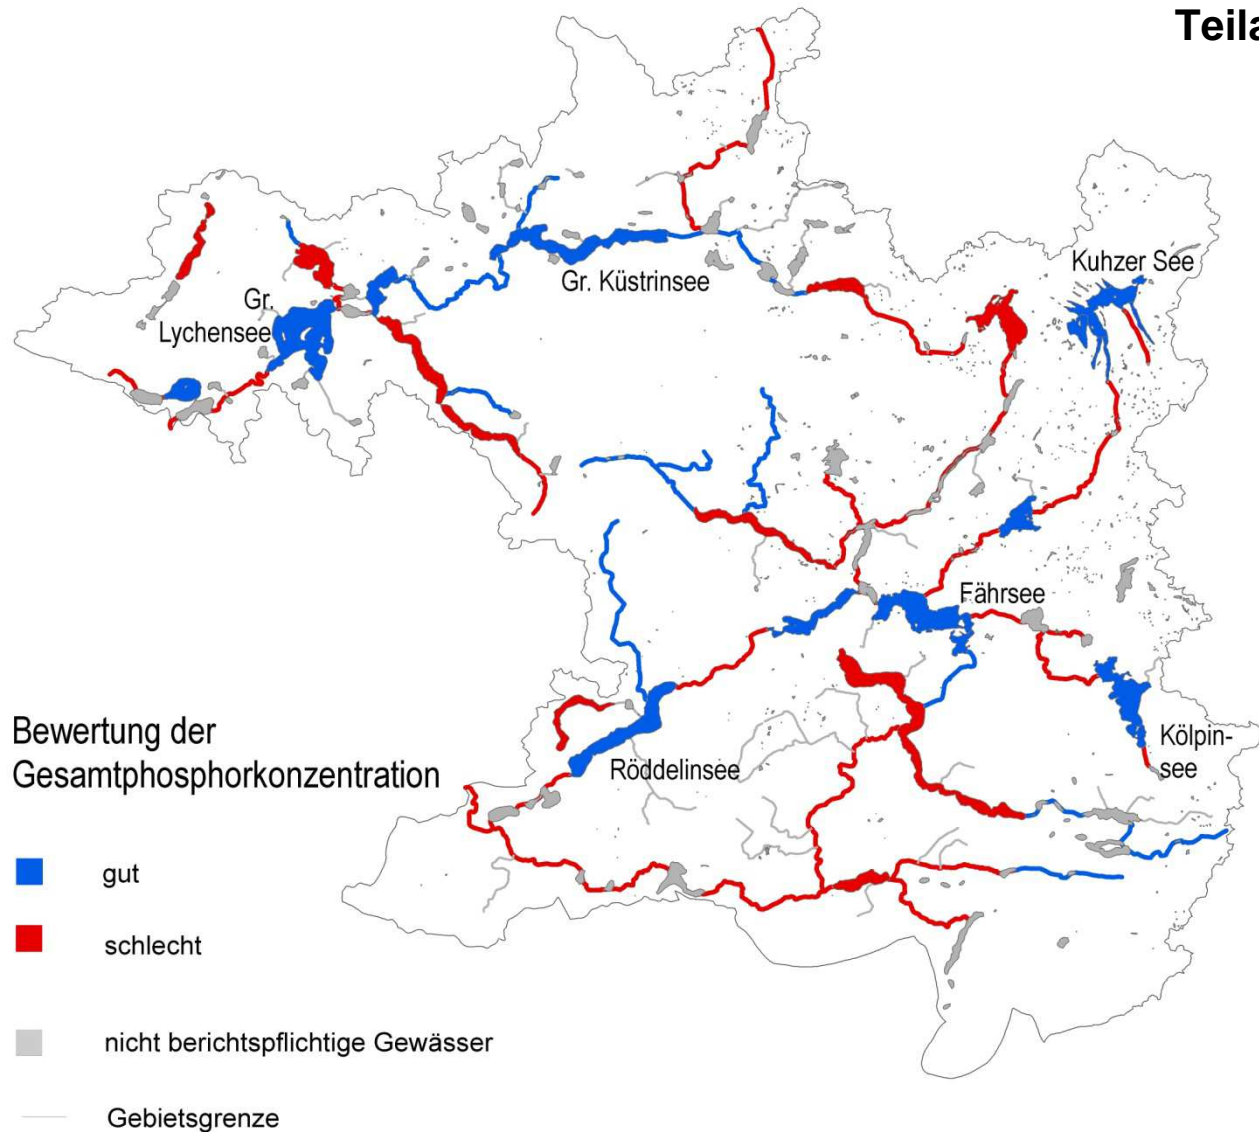 Teila
Kuhzer See
Gr. Küstrinsee
Gr.
Lychensee
Fährsee
Kölpin-
see
Röddelinsee
Bewertung der
Gesamtphosphorkonzentration
gut
schlecht
nicht berichtspflichtige Gewässer
Gebietsgrenze